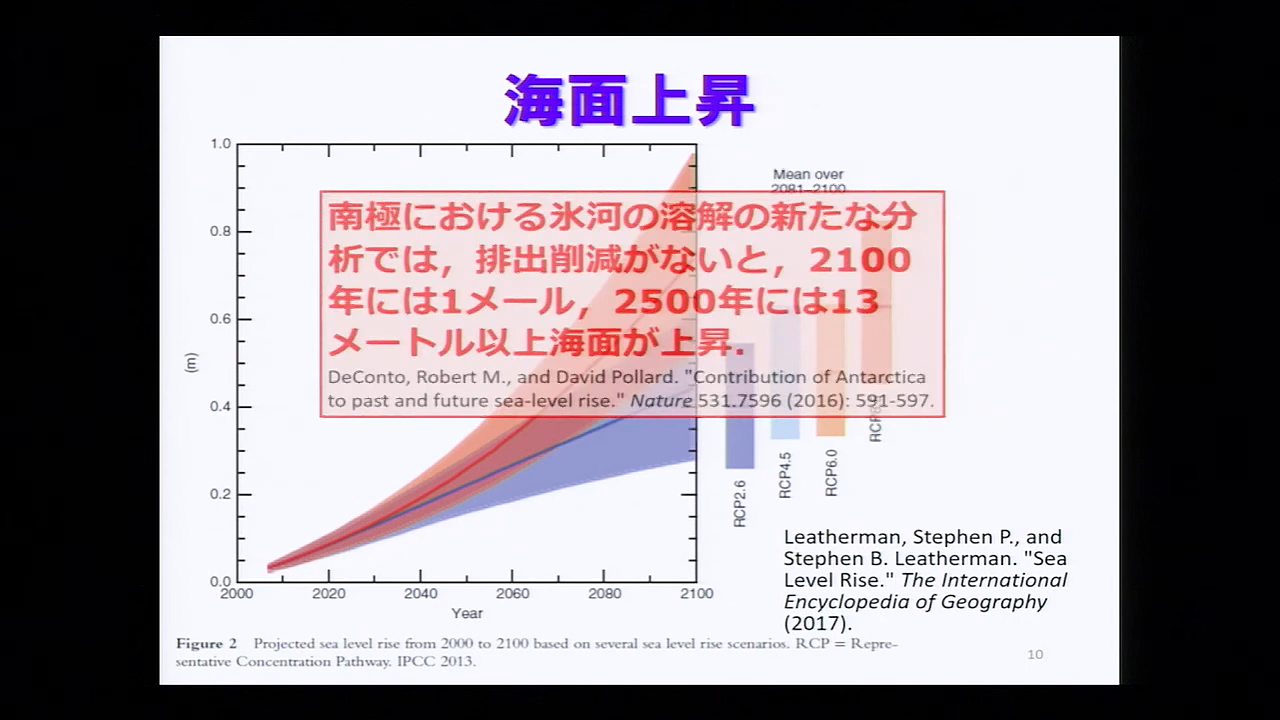 海面上昇
1.0
0.8
0.6
0.4
0.2
0.0
(m)
2000
2020
2040
2060
2080
2100
Year
Mean over
2081–2100
南極における氷河の溶解の新たな分
析では，排出削減がないと，2100
年には1メール，2500年には13
メートル以上海面が上昇．
DeConto, Robert M., and David Pollard. "Contribution of Antarctica
to past and future sea-level rise." Nature 531.7596 (2016): 591-597.
RCP2.6
RCP4.5
RCP6.0
Leatherman, Stephen P., and
Stephen B. Leatherman. "Sea
Level Rise." The International
Encyclopedia of Geography
(2017).
Figure 2 Projected sea level rise from 2000 to 2100 based on several sea level rise scenarios. RCP = Repre-
sentative Concentration Pathway. IPCC 2013.
10